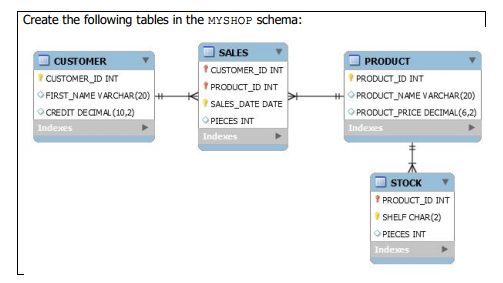 Create the following tables in the MYSHOP schema:
CUSTOMER
CUSTOMER_ID INT
FIRST_NAME VARCHAR(20)
CREDIT DECIMAL(10,2)
Indexes
SALES
CUSTOMER_ID INT
PRODUCT_ID INT
SALES_DATE DATE
PIECES INT
Indexes
PRODUCT
PRODUCT_ID INT
PRODUCT_NAME VARCHAR(20)
PRODUCT_PRICE DECIMAL(6,2)
Indexes
STOCK
PRODUCT_ID INT
SHELF CHAR(2)
PIECES INT
Indexes